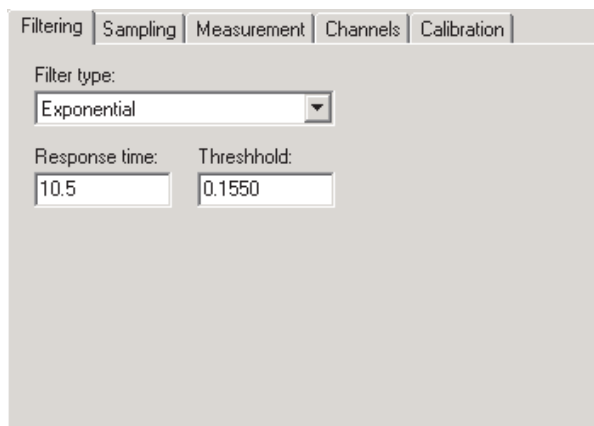 Filtering Sampling Measurement Channels Calibration
Filter type:
Exponential
Response time: Threshhold:
10.5 0.1550